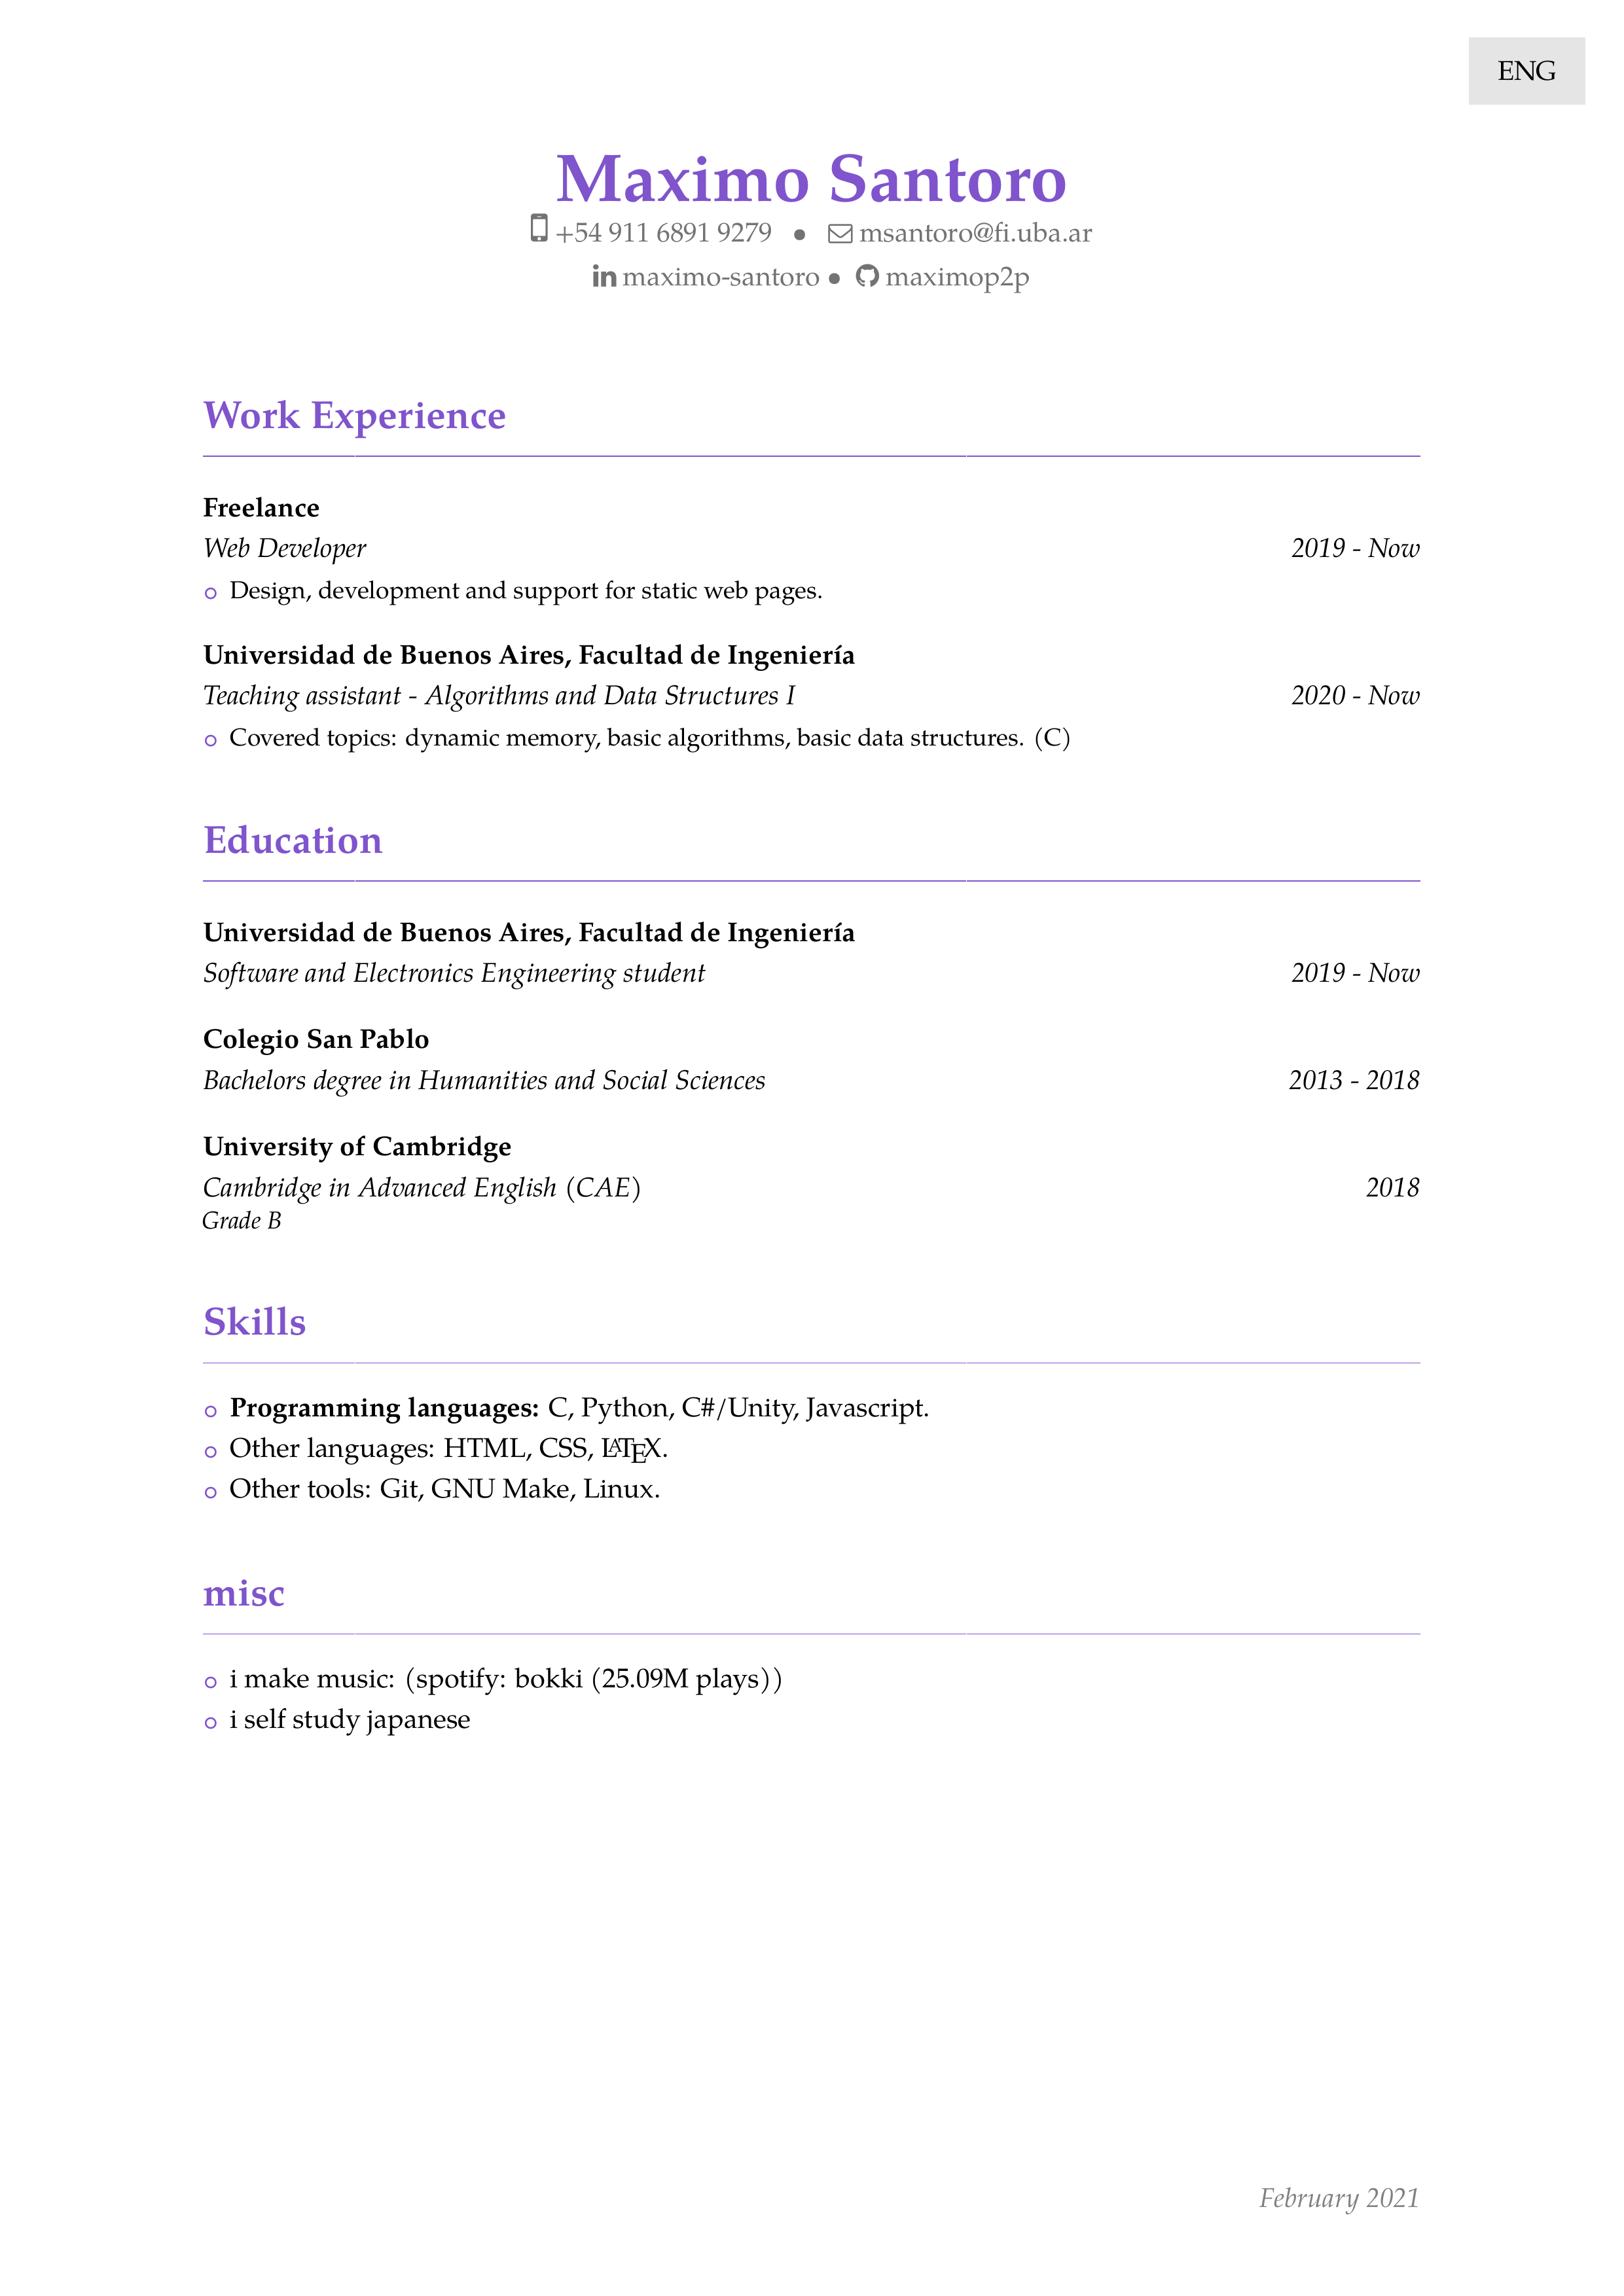 ENG
Maximo Santoro
+54 911 6891 9279 • msantoro@fi.uba.ar
maximo-santoro • maximop2p
Work Experience
Freelance
Web Developer 2019 - Now
Design, development and support for static web pages.
Universidad de Buenos Aires, Facultad de Ingeniería
Teaching assistant - Algorithms and Data Structures I 2020 - Now
Covered topics: dynamic memory, basic algorithms, basic data structures. (C)
Education
Universidad de Buenos Aires, Facultad de Ingeniería
Software and Electronics Engineering student 2019 - Now
Colegio San Pablo
Bachelors degree in Humanities and Social Sciences 2013 - 2018
University of Cambridge
Cambridge in Advanced English (CAE) 2018
Grade B
Skills
Programming languages: C, Python, C#/Unity, Javascript.
Other languages: HTML, CSS, LATEX.
Other tools: Git, GNU Make, Linux.
misc
i make music: (spotify: bokki (25.09M plays))
i self study japanese
February 2021